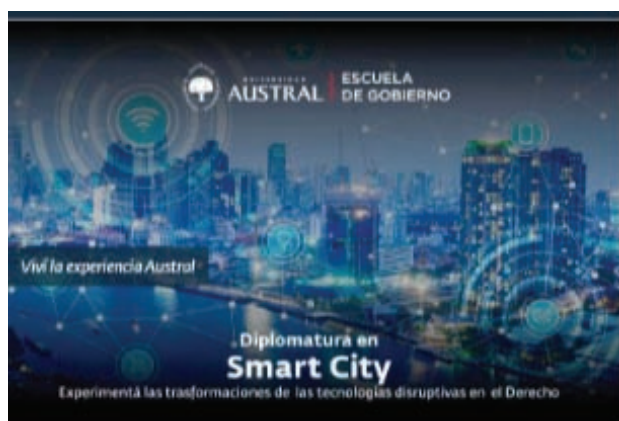 UNIVERSIDAD
AUSTRAL
ESCUELA
DE GOBIERNO
Viví la experiencia Austral
Diplomatura en
Smart City
Experimentá las trasformaciones de las tecnologías disruptivas en el Derecho